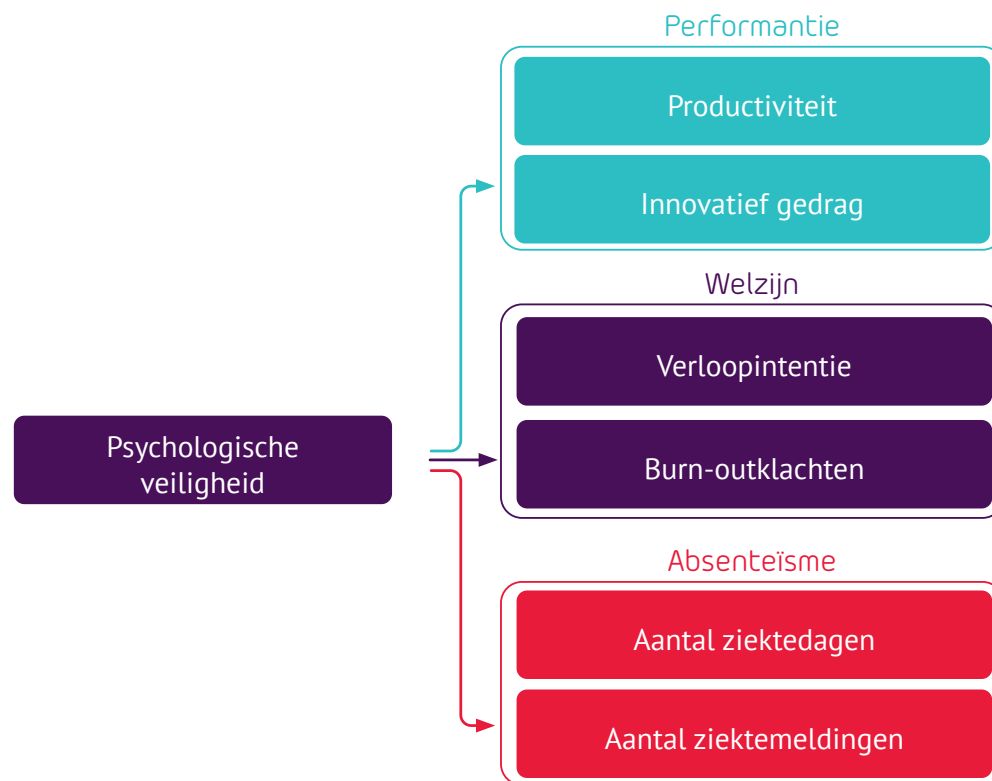 Performantie
Productiviteit
Innovatief gedrag
Welzijn
Verloopintentie
Burn-outklachten
Psychologische
veiligheid
Absenteïsme
Aantal ziektedagen
Aantal ziektemeldingen